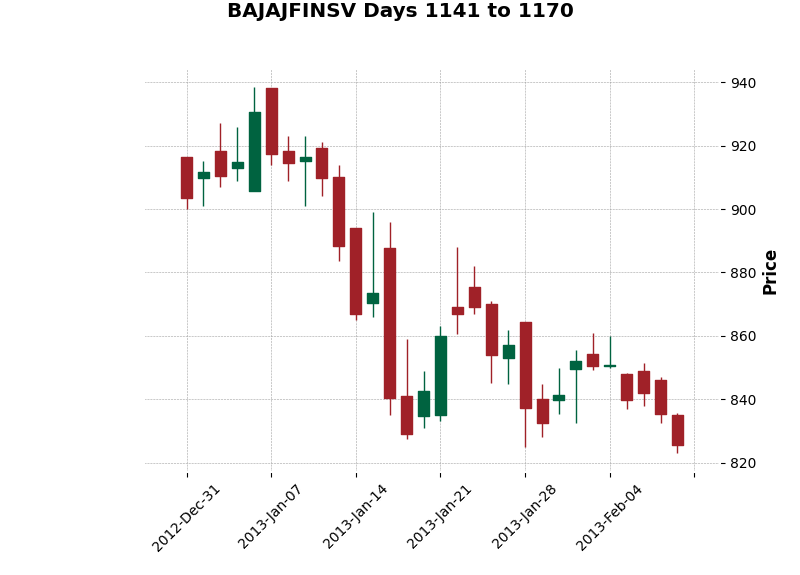 BAJAJFINSV Days 1141 to 1170
940
920
900
880
860
840
820
Price
2012-Dec-31
2013-Jan-07
2013-Jan-14
2013-Jan-21
2013-Jan-28
2013-Feb-04